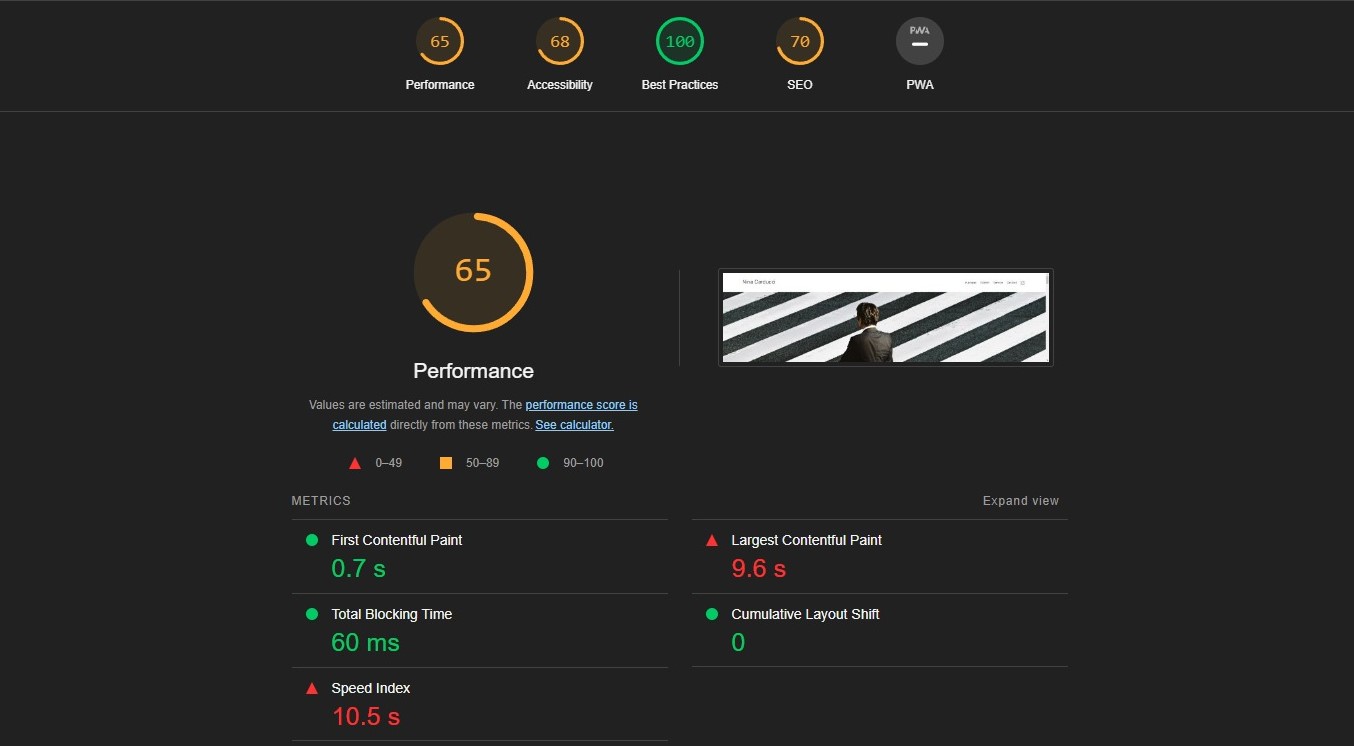 65
68
100
70
PWA
Performance
Accessibility
Best Practices
SEO
PWA
65
Performance
Values are estimated and may vary. The performance score is
calculated directly from these metrics. See calculator.
0–49
50–89
90–100
METRICS
Expand view
First Contentful Paint
0.7 s
Largest Contentful Paint
9.6 s
Total Blocking Time
60 ms
Cumulative Layout Shift
0
Speed Index
10.5 s